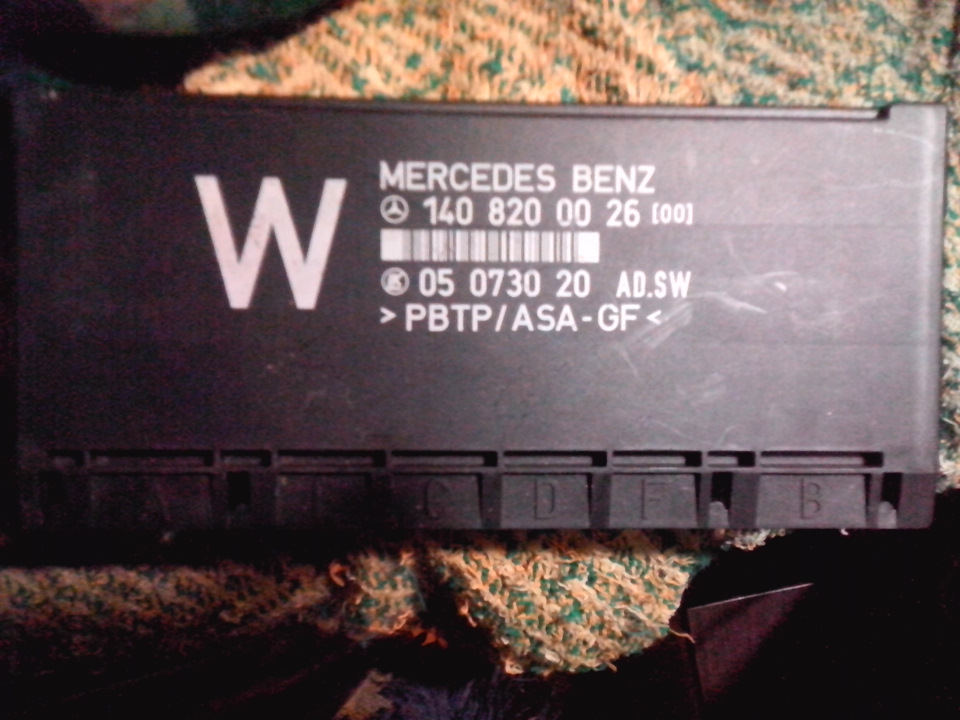 W
MERCEDES BENZ
140 820 00 26 [00]
05 0730 20 AD.SW
>PBTP/ASA-GF<
C D F B